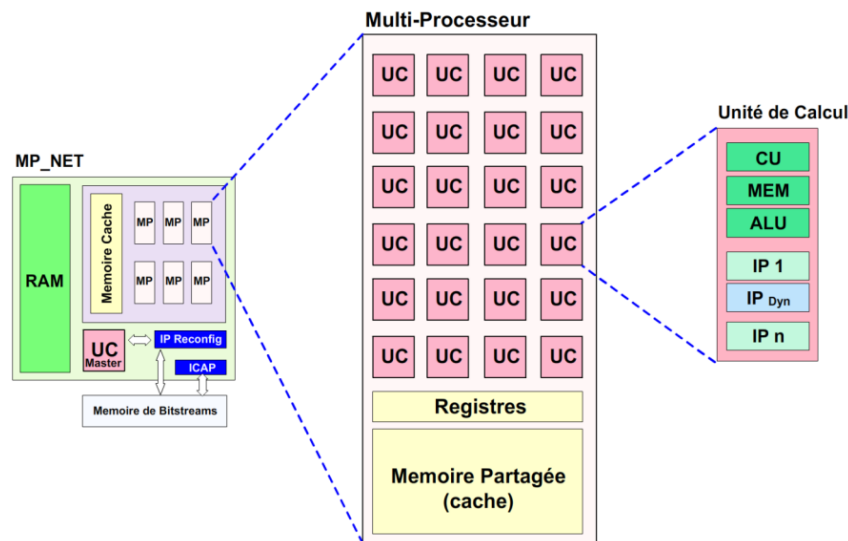 MP_NET
RAM
Memoire Cache
MP MP MP
MP MP MP
UC
Master
IP Reconfig
ICAP
Memoire de Bitstreams
Multi-Processeur
UC UC UC UC
UC UC UC UC
UC UC UC UC
UC UC UC UC
UC UC UC UC
UC UC UC UC
Registres
Memoire Partagée
(cache)
Unité de Calcul
CU
MEM
ALU
IP 1
IP Dyn
IP n